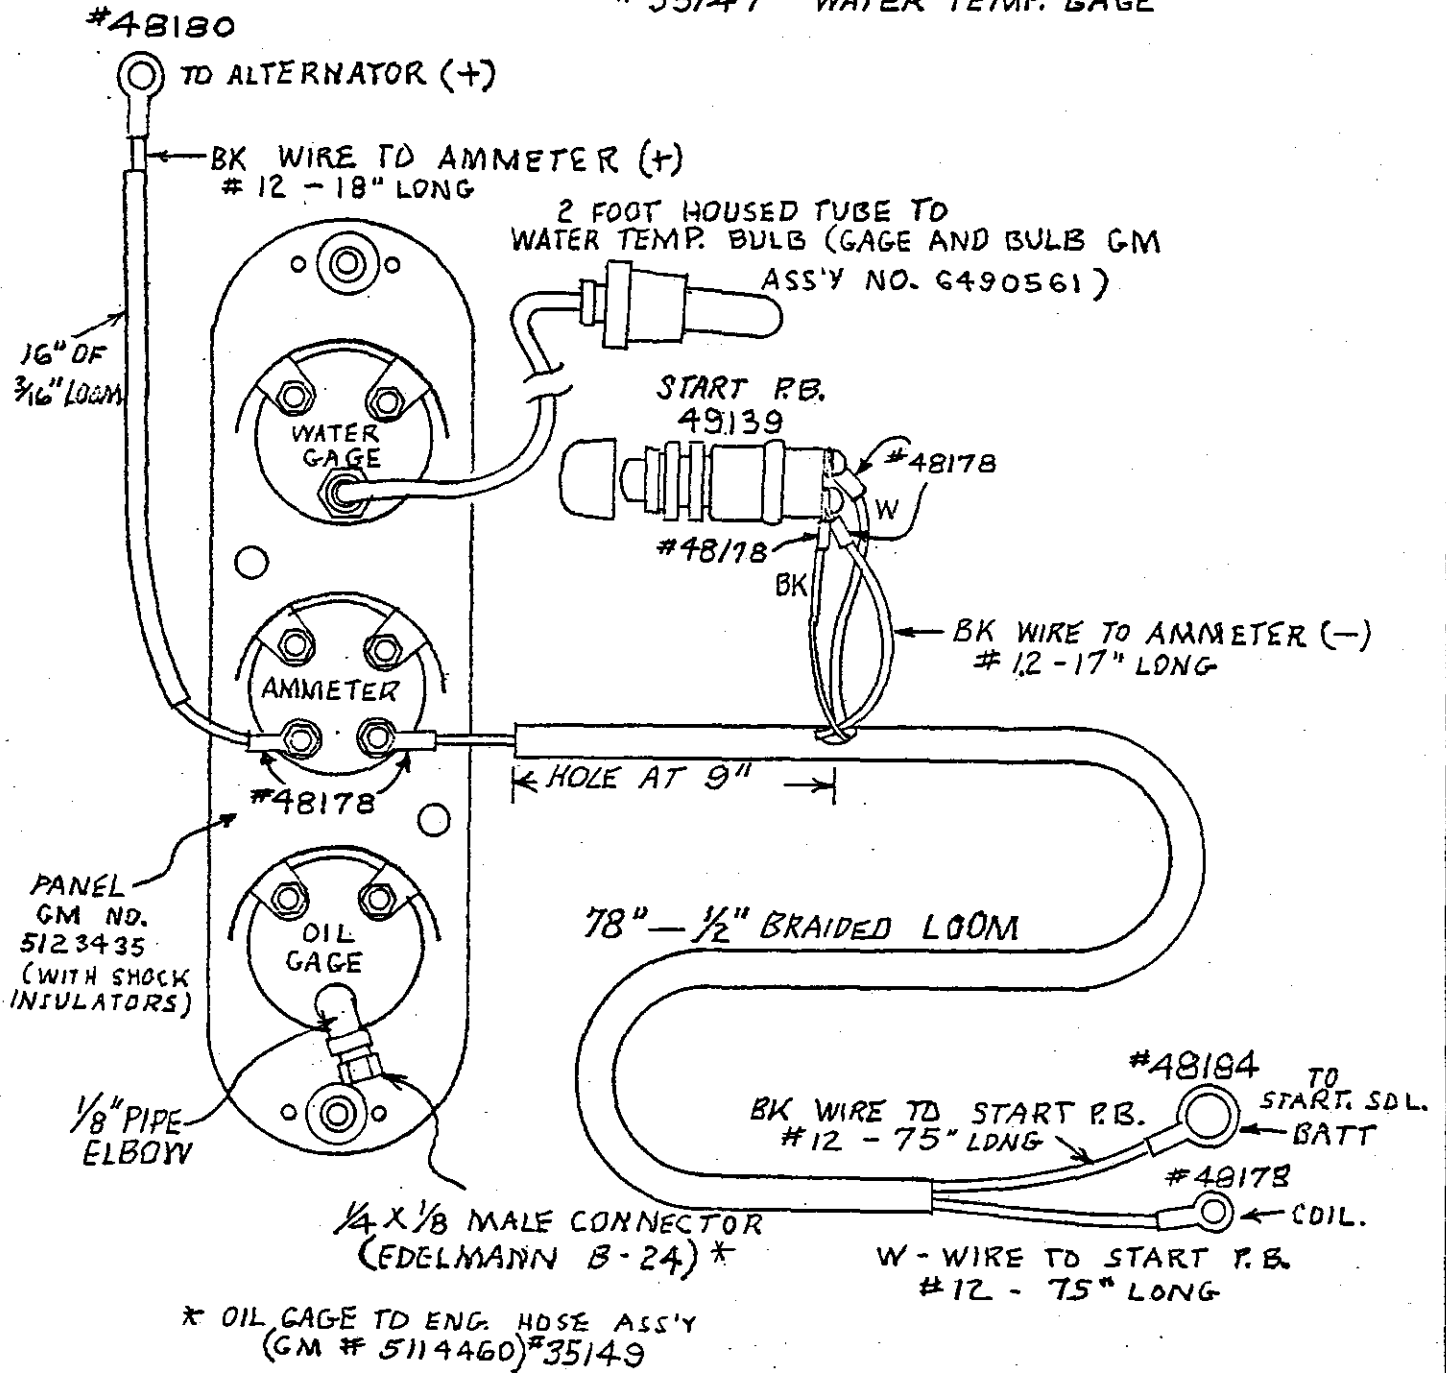 # 35147 WATER TEMP. GAGE
#48180
TO ALTERNATOR (+)
BK WIRE TO AMMETER (+)
#12 - 18" LONG
2 FOOT HOUSED TUBE TO
WATER TEMP. BULB (GAGE AND BULB GM
ASS'Y NO. 6490561)
16" OF
3/16" LOOM
START P.B.
49139
WATER
GAGE
#48178
W
#48178
BK
BK WIRE TO AMMETER (-)
#12 - 17" LONG
AMMETER
HOLE AT 9"
#48178
PANEL
GM NO.
5123435
(WITH SHOCK
INSULATORS)
OIL
GAGE
78" - 1/2" BRAIDED LOOM
#48184
TO
START. SOL.
BATT
BK WIRE TO START P.B.
#12 - 75" LONG
1/8" PIPE
ELBOW
#48178
COIL.
1/4 X 1/8 MALE CONNECTOR
(EDELMANN B-24) *
W - WIRE TO START P.B.
#12 - 75" LONG
* OIL GAGE TO ENG. HOSE ASS'Y
(GM # 5114460) #35149